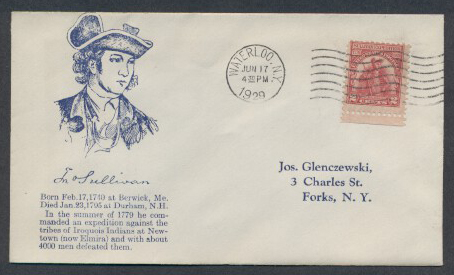 WATERLOO, N.Y.
JUN 17
4 PM
1929
Jno Sullivan
Born Feb.17,1740 at Berwick, Me.
Died Jan.23,1795 at Durham, N.H.
In the summer of 1779 he com-
manded an expedition against the
tribes of Iroquois Indians at New-
town (now Elmira) and with about
4000 men defeated them.
Jos. Glenczewski,
3 Charles St.
Forks, N. Y.